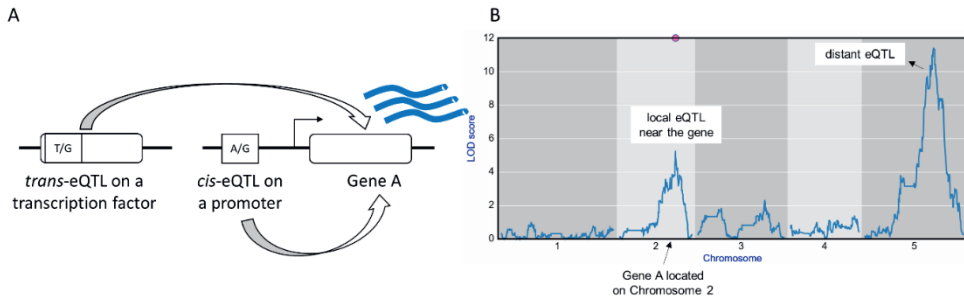 A
T/G
A/G
trans-eQTL on a
transcription factor
cis-eQTL on
a promoter
Gene A
B
LOD score
12
10
8
6
4
2
0
distant eQTL
local eQTL
near the gene
1
2
3
4
5
Chromosome
Gene A located
on Chromosome 2